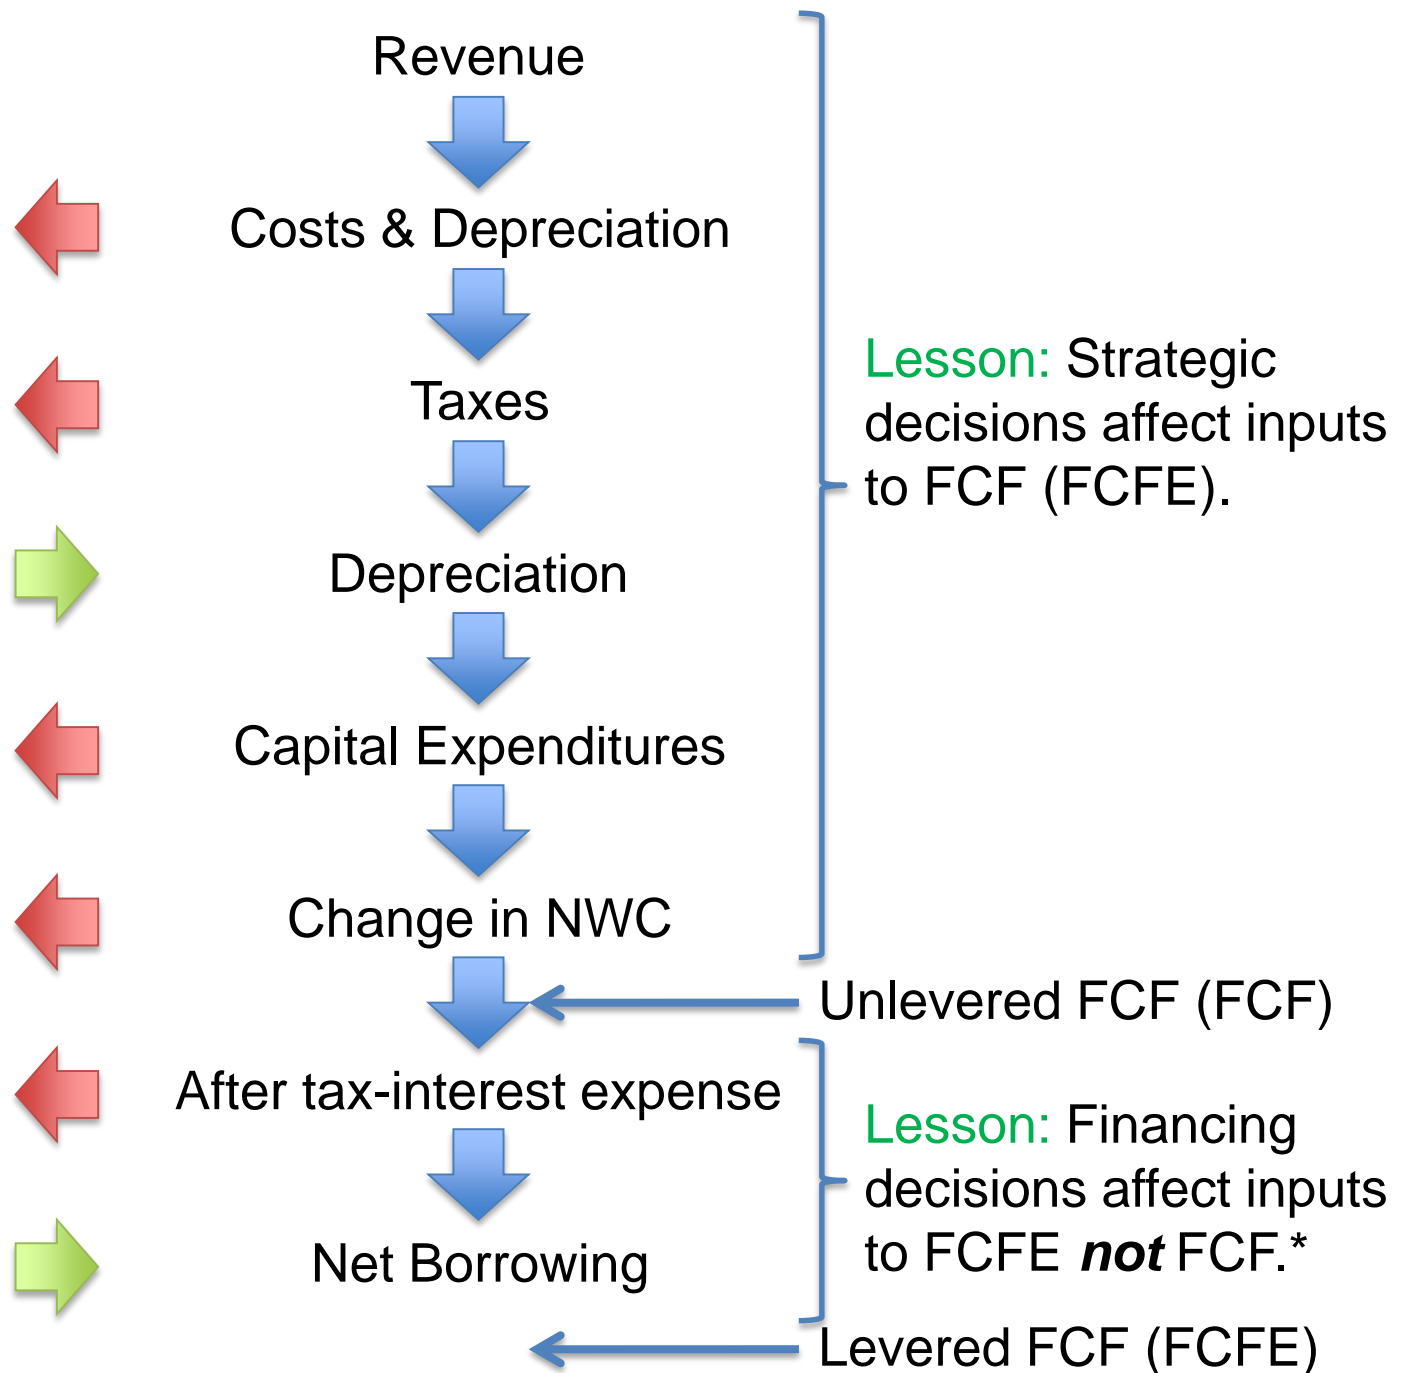 Revenue
Costs & Depreciation
Taxes
Depreciation
Capital Expenditures
Change in NWC
Lesson: Strategic
decisions affect inputs
to FCF (FCFE).
Unlevered FCF (FCF)
After tax-interest expense
Net Borrowing
Lesson: Financing
decisions affect inputs
to FCFE not FCF.*
Levered FCF (FCFE)